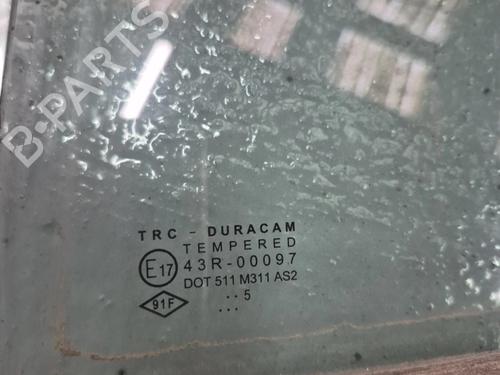 B-PARTS
TRC - DURACAM
TEMPERED
E17 43R-00097
DOT 511 M311 AS2
91F .. 5
...